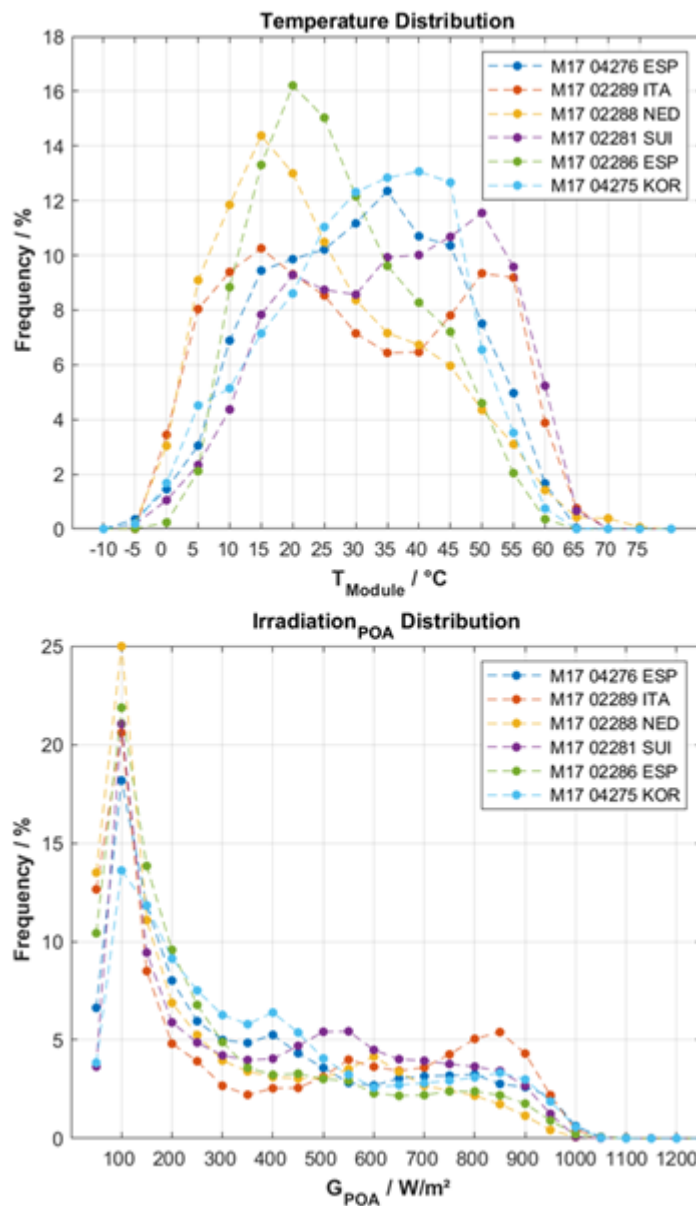 Temperature Distribution
18
16
14
12
10
8
6
4
2
0
Frequency / %
M17 04276 ESP
M17 02289 ITA
M17 02288 NED
M17 02281 SUI
M17 02286 ESP
M17 04275 KOR
-10 -5 0 5 10 15 20 25 30 35 40 45 50 55 60 65 70 75
TModule / °C
IrradiationPOA Distribution
25
20
15
10
5
0
Frequency / %
M17 04276 ESP
M17 02289 ITA
M17 02288 NED
M17 02281 SUI
M17 02286 ESP
M17 04275 KOR
100 200 300 400 500 600 700 800 900 1000 1100 1200
GPOA / W/m²